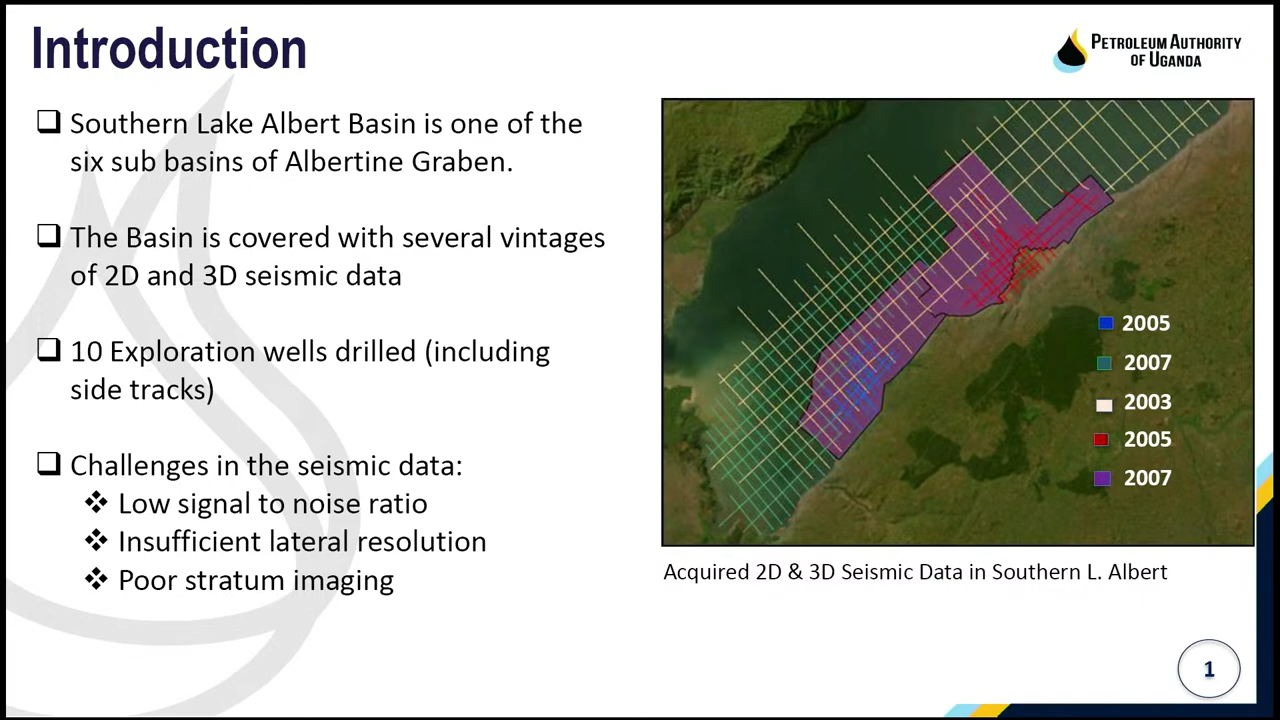 Introduction
PETROLEUM AUTHORITY
OF UGANDA
Southern Lake Albert Basin is one of the
six sub basins of Albertine Graben.
The Basin is covered with several vintages
of 2D and 3D seismic data
10 Exploration wells drilled (including
side tracks)
Challenges in the seismic data:
Low signal to noise ratio
Insufficient lateral resolution
Poor stratum imaging
2005
2007
2003
2005
2007
Acquired 2D & 3D Seismic Data in Southern L. Albert
1